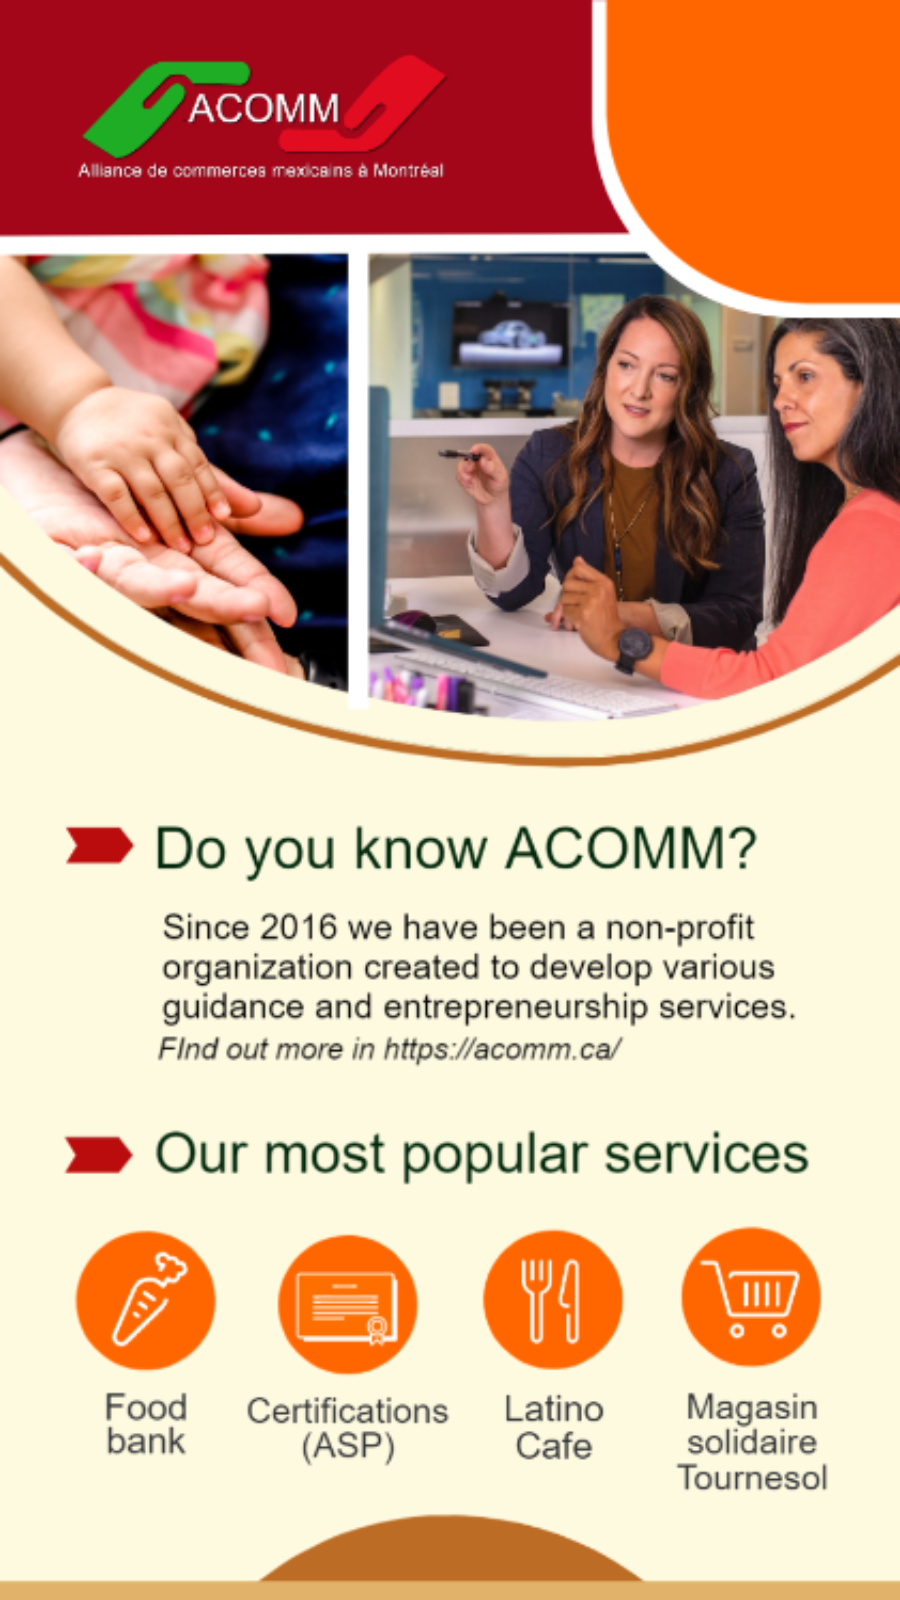 ACOMM
Alliance de commerces mexicains à Montréal
Do you know ACOMM?
Since 2016 we have been a non-profit
organization created to develop various
guidance and entrepreneurship services.
FInd out more in https://acomm.ca/
Our most popular services
Food
bank
Certifications
(ASP)
Latino
Cafe
Magasin
solidaire
Tournesol